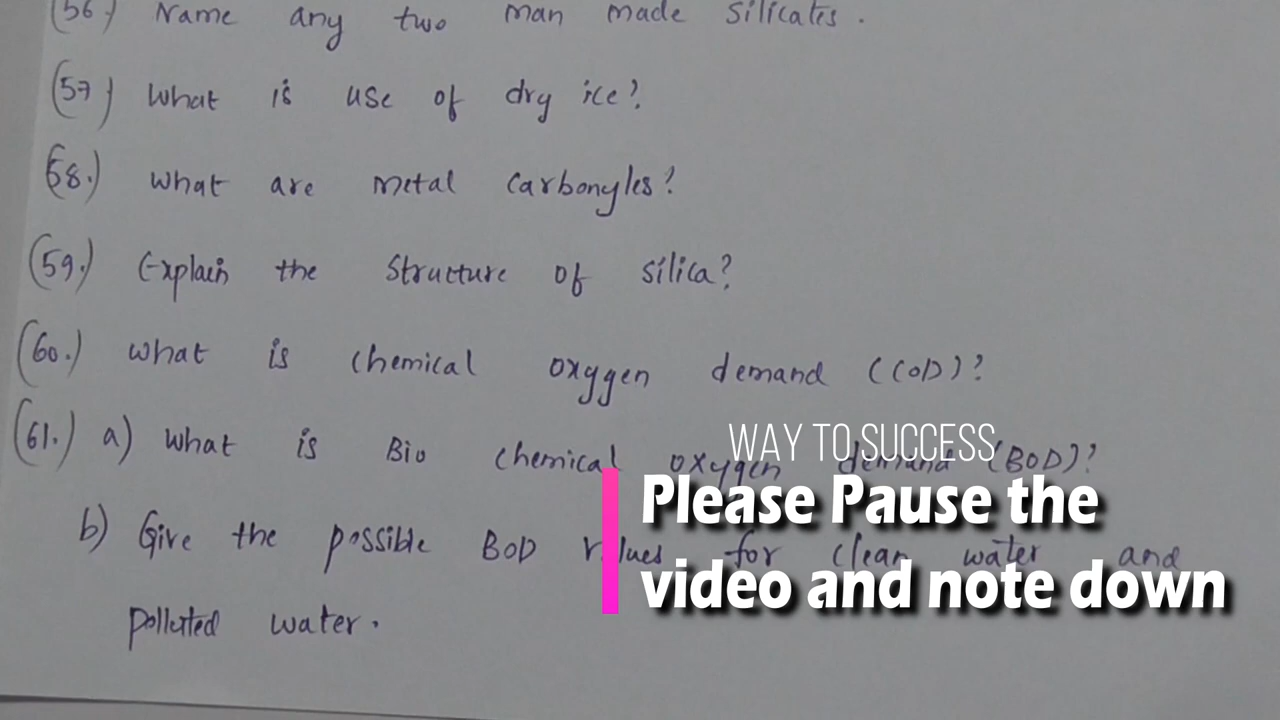 (56.) Name any two man made silicates.
(57) What is use of dry ice?
(58.) What are metal carbonyles?
(59.) Explain the structure of silica?
(60.) What is chemical oxygen demand (COD)?
(61.) a) What is Bio chemical oxygen demand (BOD)?
WAY TO SUCCESS
Please Pause the
b) Give the possible BOD values for clean water and
video and note down
polluted water.